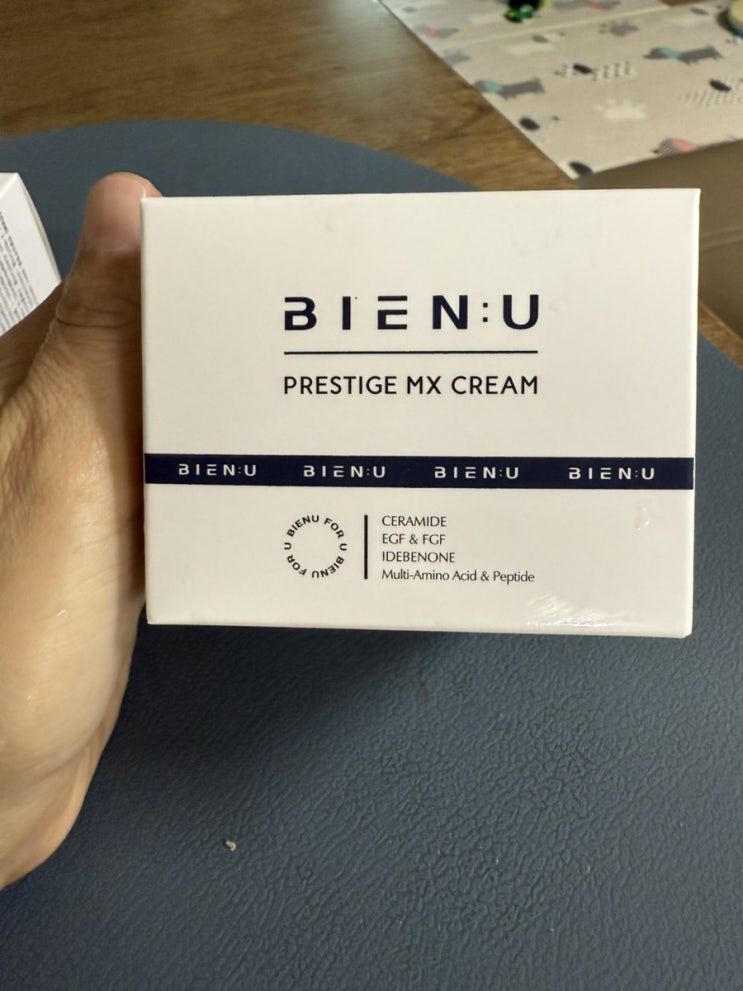 BIEN:U
PRESTIGE MX CREAM
BIEN:U BIEN:U BIEN:U BIEN:U
BIENU FOR U BIENU FOR U
CERAMIDE
EGF & FGF
IDEBENONE
Multi-Amino Acid & Peptide